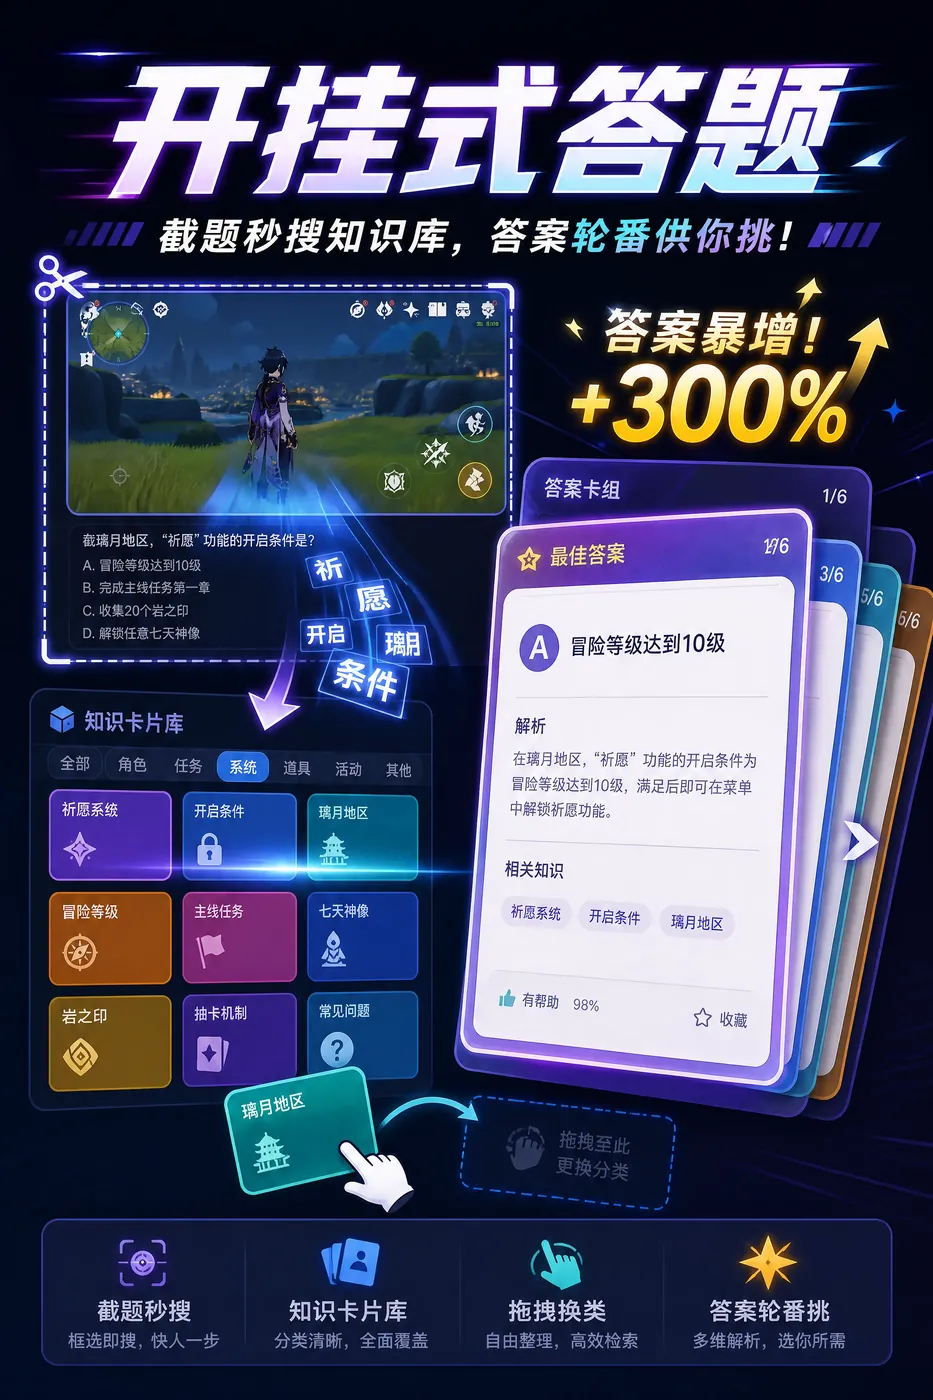 开挂式答题
截题秒搜知识库，答案轮番供你挑！
答案暴增！
+300%
截璃月地区，“祈愿”功能的开启条件是？
A. 冒险等级达到10级
B. 完成主线任务第一章
C. 收集20个岩之印
D. 解锁任意七天神像
祈
愿
开启
璃月
条件
答案卡组
1/6
最佳答案
3/6
5/6
6/6
A 冒险等级达到10级
解析
在璃月地区，“祈愿”功能的开启条件为
冒险等级达到10级，满足后即可在菜单
中解锁祈愿功能。
相关知识
祈愿系统 开启条件 璃月地区
有帮助 98%
收藏
知识卡片库
全部 角色 任务 系统 道具 活动 其他
祈愿系统 开启条件 璃月地区
冒险等级 主线任务 七天神像
岩之印 抽卡机制 常见问题
璃月地区
拖拽至此
更换分类
截题秒搜
框选即搜，快人一步
知识卡片库
分类清晰，全面覆盖
拖拽换类
自由整理，高效检索
答案轮番挑
多维解析，选你所需